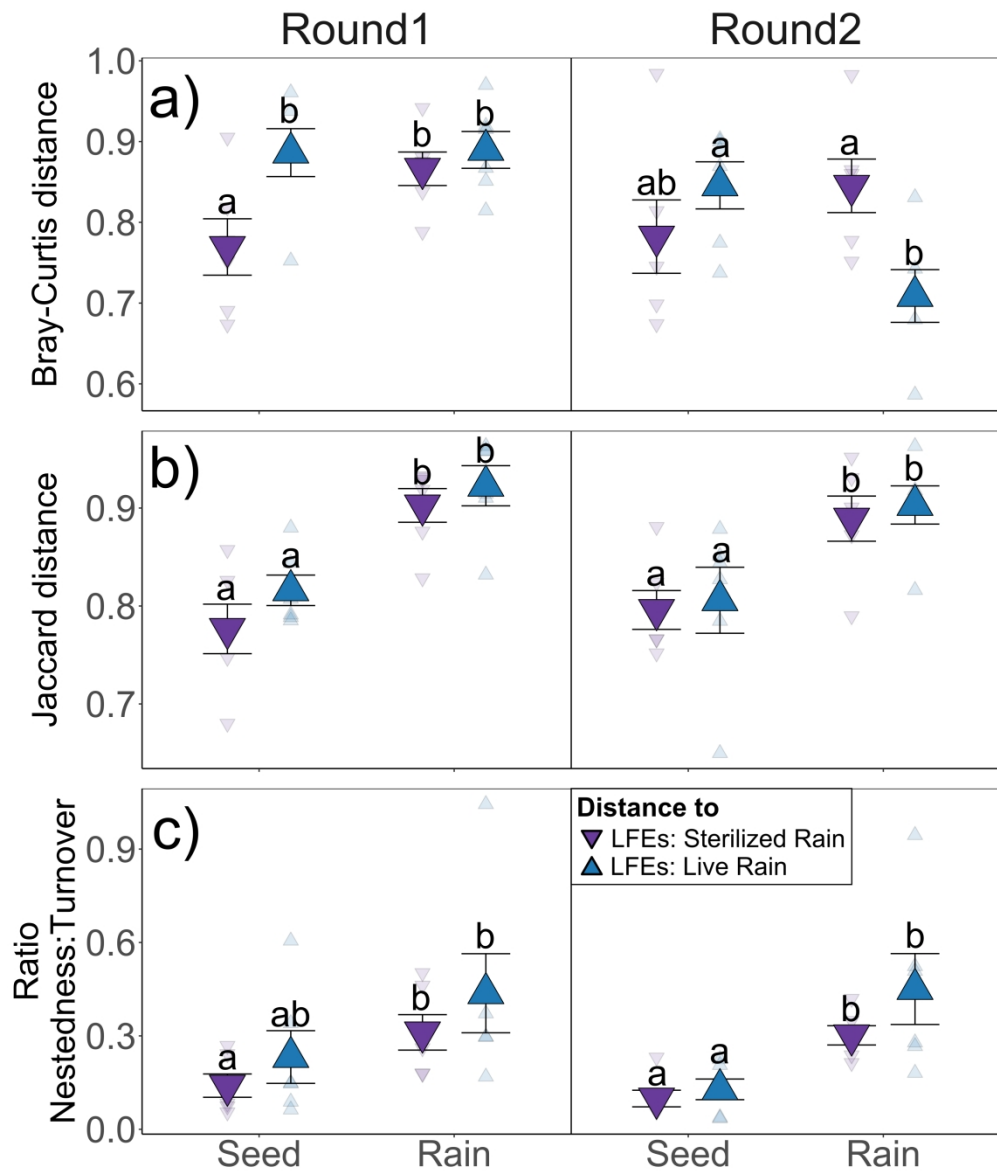 Round1 Round2
a)
Bray-Curtis distance
1.0
0.9
0.8
0.7
0.6
a b b b
ab a a b
b)
Jaccard distance
0.9
0.8
0.7
a a b b
a a b b
c)
Ratio
Nestedness:Turnover
0.9
0.6
0.3
0.0
a ab b b
a a b b
Distance to
LFEs: Sterilized Rain
LFEs: Live Rain
Seed Rain Seed Rain